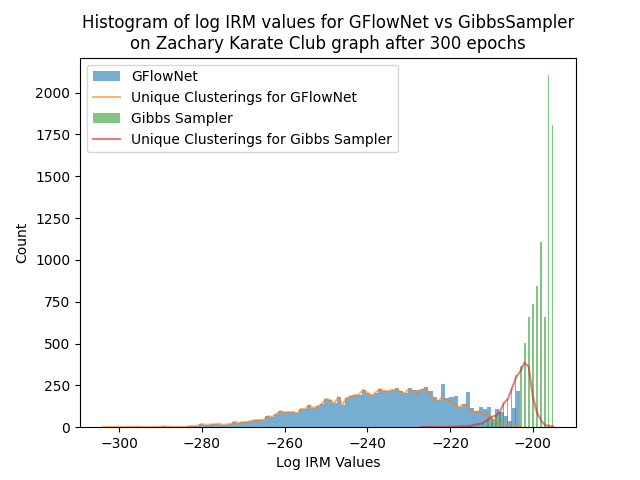 Histogram of log IRM values for GFlowNet vs GibbsSampler
on Zachary Karate Club graph after 300 epochs
GFlowNet
Unique Clusterings for GFlowNet
Gibbs Sampler
Unique Clusterings for Gibbs Sampler
Count
2000
1750
1500
1250
1000
750
500
250
0
−300
−280
−260
−240
−220
−200
Log IRM Values